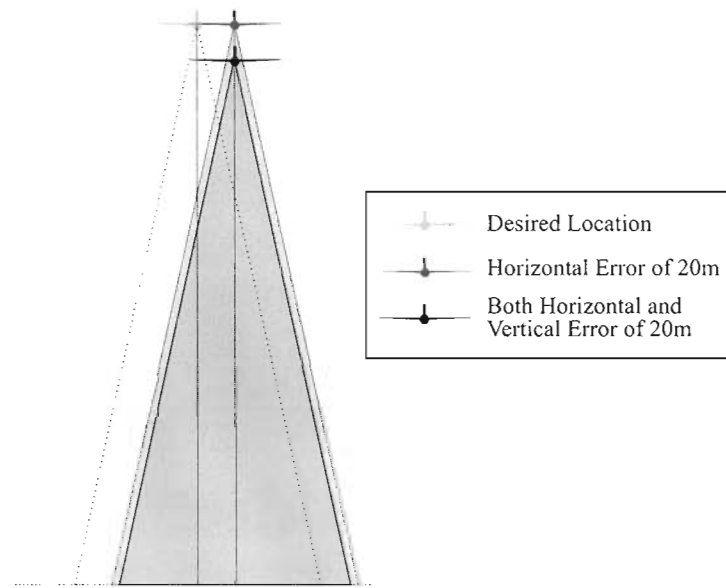 Desired Location
Horizontal Error of 20m
Both Horizontal and
Vertical Error of 20m